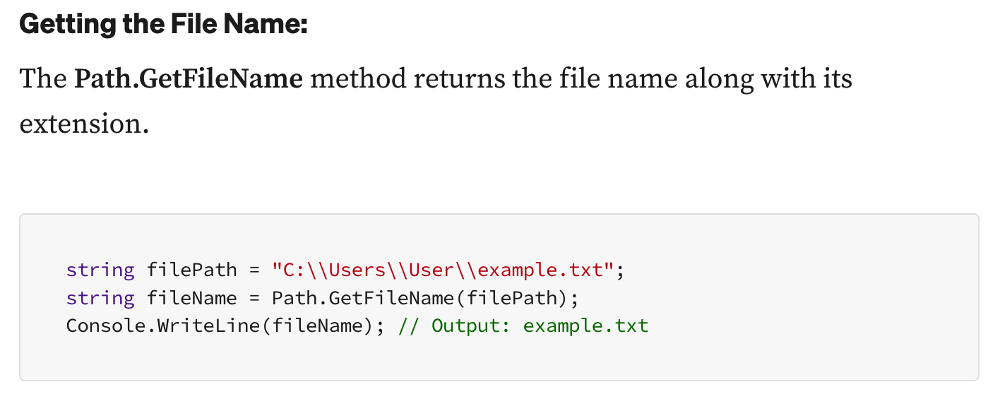 Getting the File Name:
The Path.GetFileName method returns the file name along with its
extension.
string filePath = "C:\\Users\\User\\example.txt";
string fileName = Path.GetFileName(filePath);
Console.WriteLine(fileName); // Output: example.txt